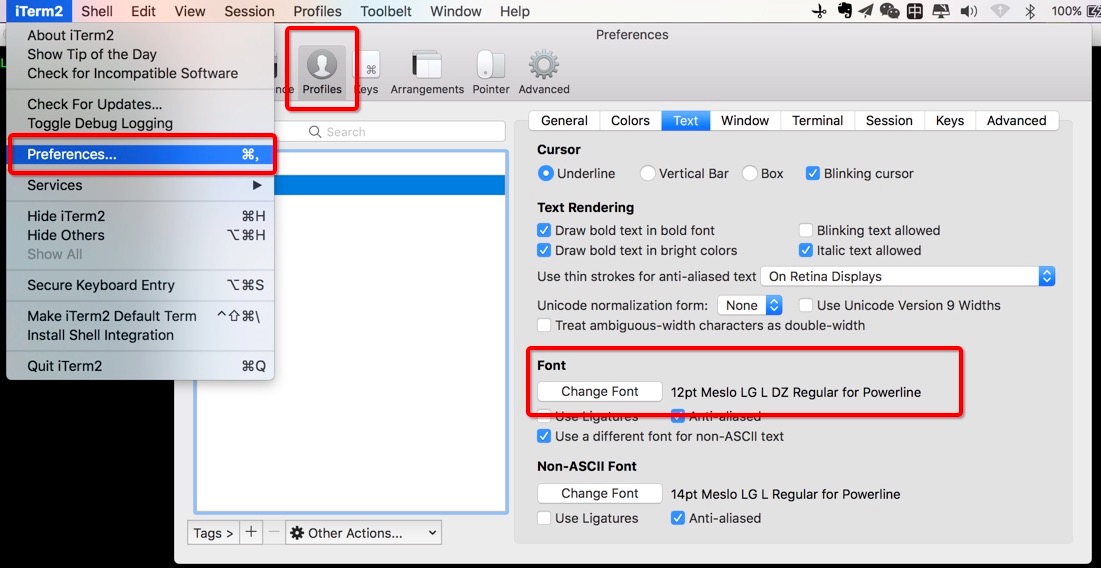 iTerm2 Shell Edit View Session Profiles Toolbelt Window Help 100%
About iTerm2
Show Tip of the Day
Check for Incompatible Software
Check For Updates...
Toggle Debug Logging
Preferences... ⌘,
Services ▶
Hide iTerm2 ⌘H
Hide Others ⌥⌘H
Show All
Secure Keyboard Entry ⌥⌘S
Make iTerm2 Default Term ^⇧⌘\
Install Shell Integration
Quit iTerm2 ⌘Q
Preferences
Profiles Keys Arrangements Pointer Advanced
Search
General Colors Text Window Terminal Session Keys Advanced
Cursor
Underline Vertical Bar Box Blinking cursor
Text Rendering
Draw bold text in bold font Blinking text allowed
Draw bold text in bright colors Italic text allowed
Use thin strokes for anti-aliased text On Retina Displays
Unicode normalization form: None Use Unicode Version 9 Widths
Treat ambiguous-width characters as double-width
Font
Change Font 12pt Meslo LG L DZ Regular for Powerline
Use Ligatures Anti-aliased
Use a different font for non-ASCII text
Non-ASCII Font
Change Font 14pt Meslo LG L Regular for Powerline
Use Ligatures Anti-aliased
Tags > + − Other Actions...